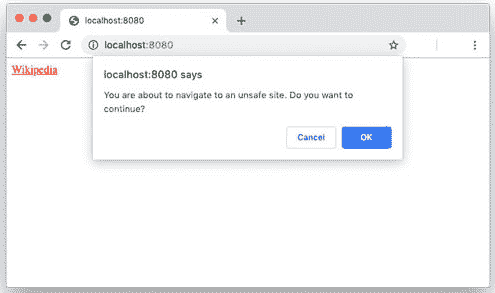 localhost:8080
localhost:8080
Wikipedia
localhost:8080 says
You are about to navigate to an unsafe site. Do you want to
continue?
Cancel
OK